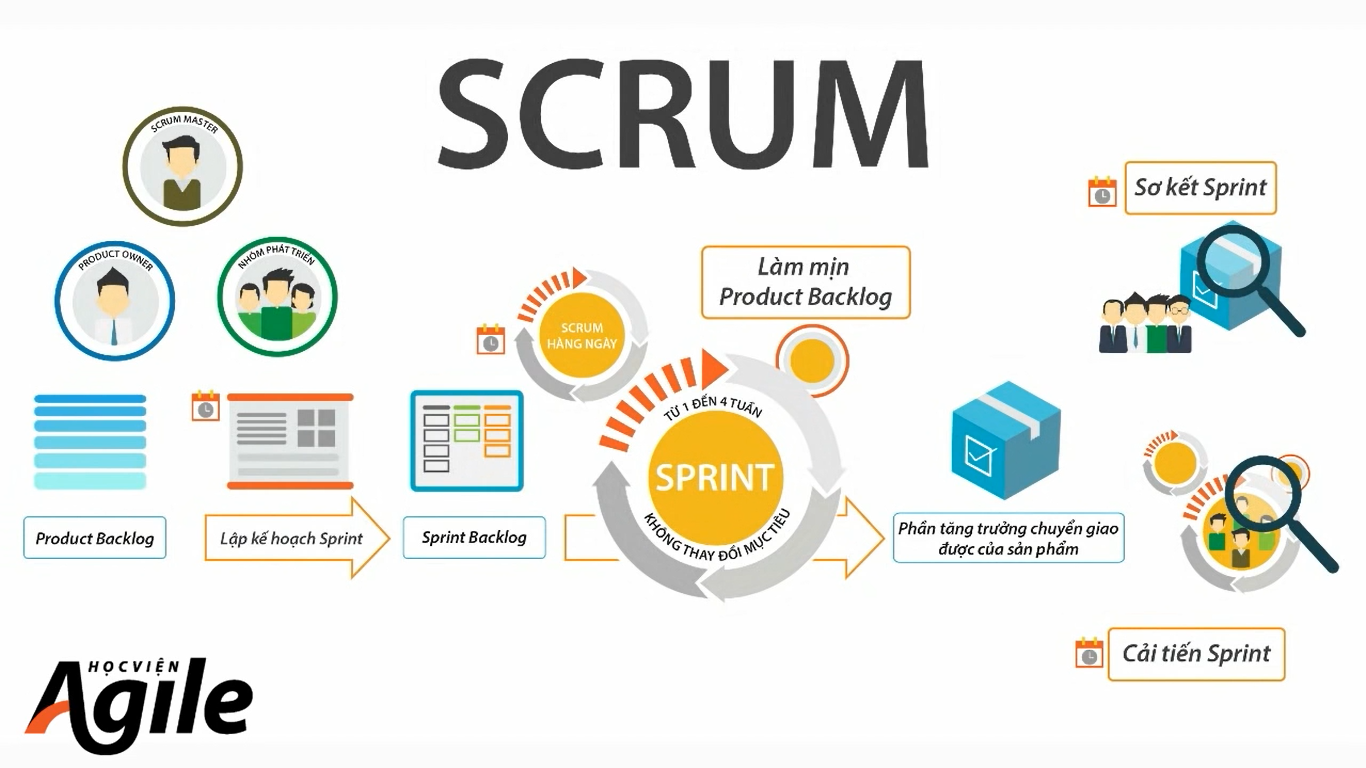 SCRUM
SCRUM MASTER
PRODUCT OWNER
NHÓM PHÁT TRIỂN
Sơ kết Sprint
Làm mịn
Product Backlog
SCRUM
HÀNG NGÀY
TỪ 1 ĐẾN 4 TUẦN
SPRINT
KHÔNG THAY ĐỔI MỤC TIÊU
Product Backlog
Lập kế hoạch Sprint
Sprint Backlog
Phần tăng trưởng chuyển giao
được của sản phẩm
Cải tiến Sprint
HỌC VIỆN
Agile